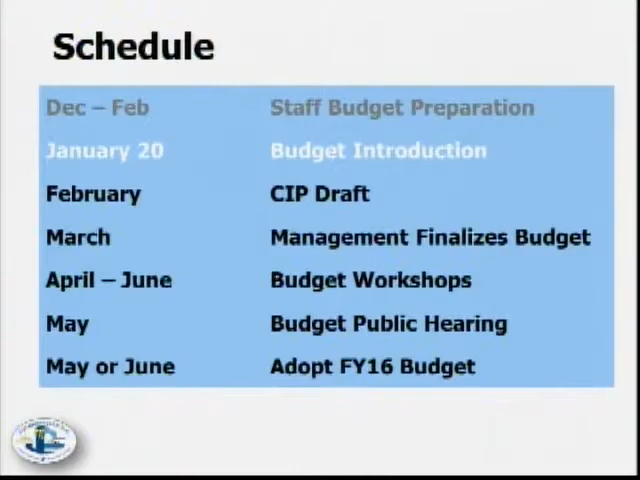 Schedule
Dec – Feb Staff Budget Preparation
January 20 Budget Introduction
February CIP Draft
March Management Finalizes Budget
April – June Budget Workshops
May Budget Public Hearing
May or June Adopt FY16 Budget